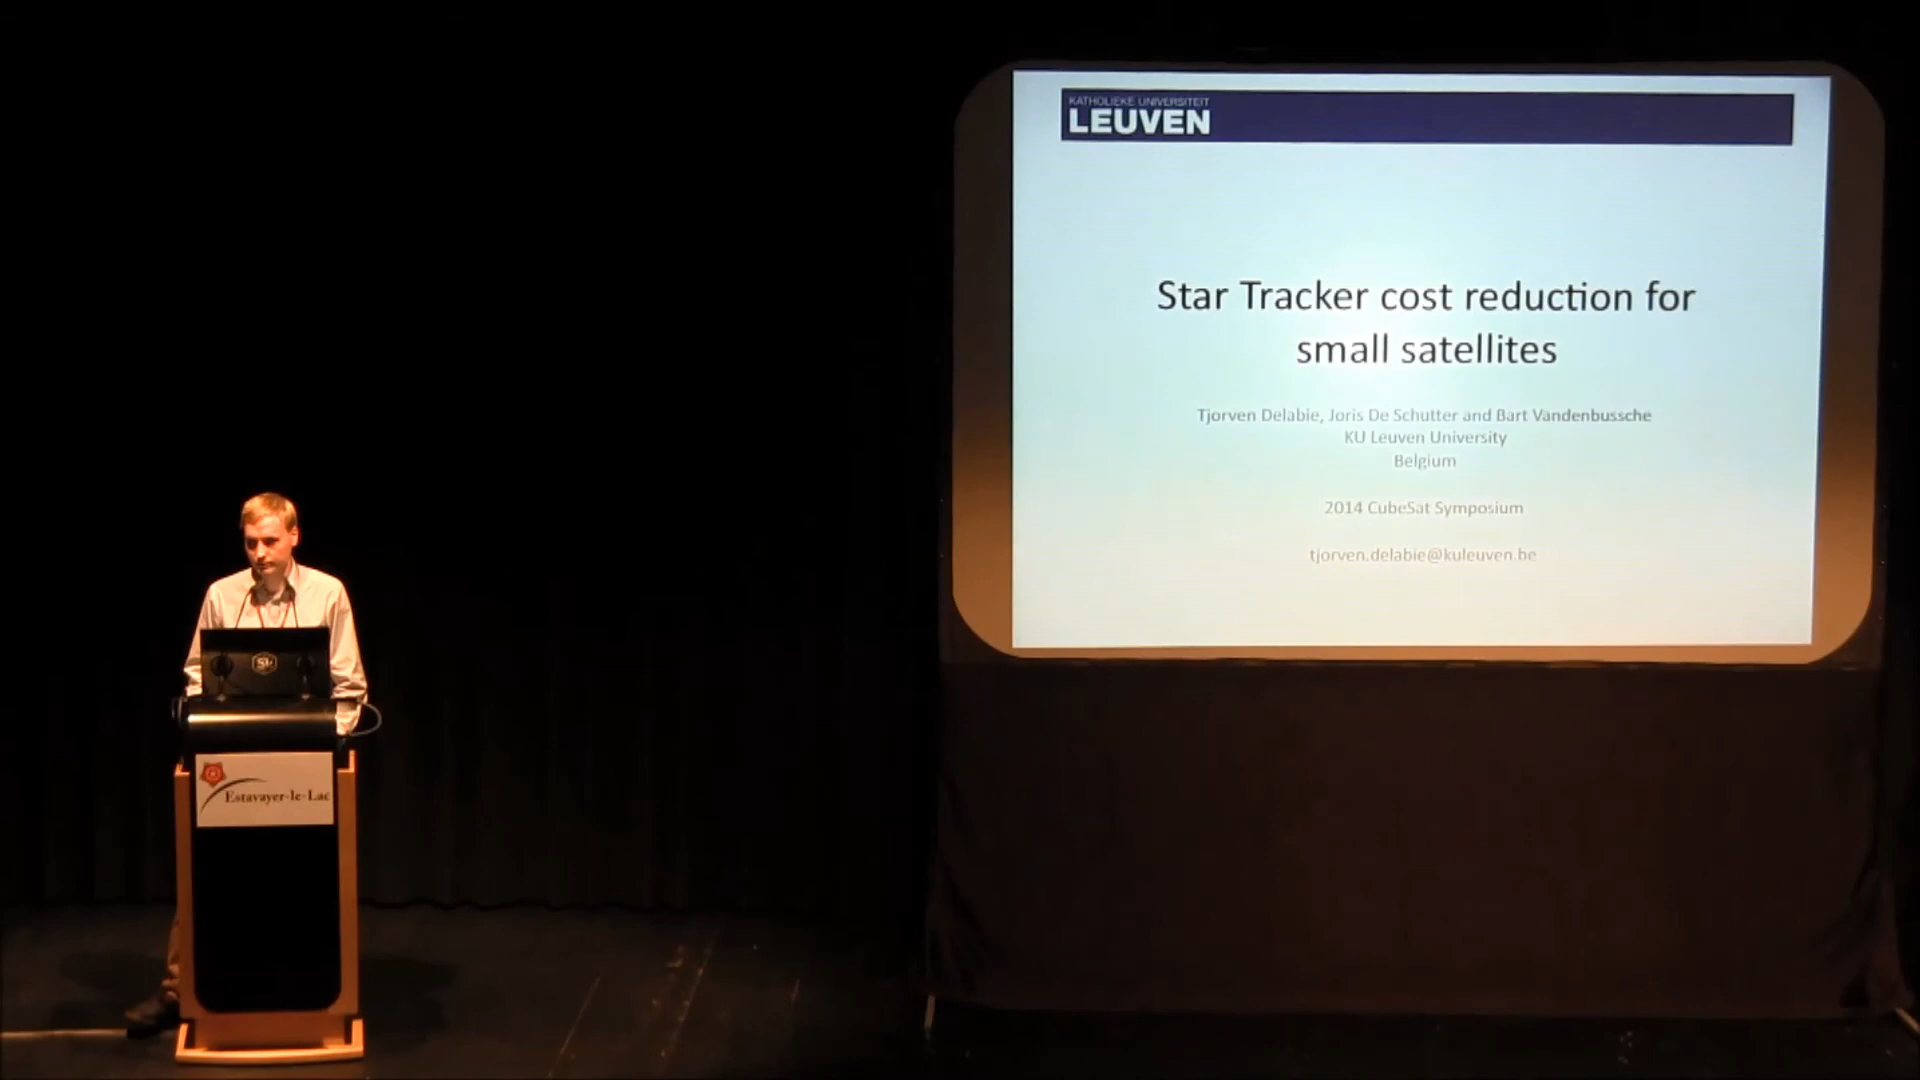 KATHOLIEKE UNIVERSITEIT
LEUVEN
Star Tracker cost reduction for
small satellites
Tjorven Delabie, Joris De Schutter and Bart Vandenbussche
KU Leuven University
Belgium
2014 CubeSat Symposium
tjorven.delabie@kuleuven.be
Estavayer-le-Lac